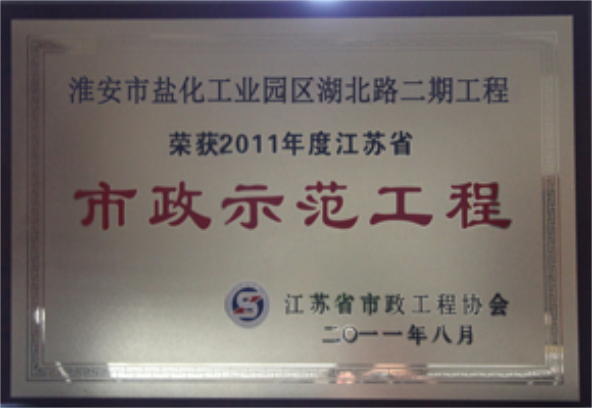 淮安市盐化工业园区湖北路二期工程
荣获2011年度江苏省
市政示范工程
江苏省市政工程协会
二〇一一年八月